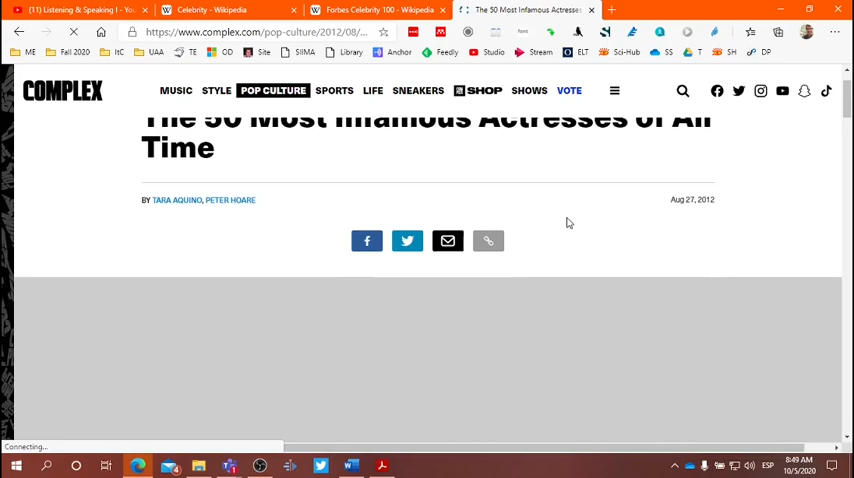 (11) Listening & Speaking I - You
Celebrity - Wikipedia
Forbes Celebrity 100 - Wikipedia
The 50 Most Infamous Actresses
https://www.complex.com/pop-culture/2012/08/...
ME
Fall 2020
ItC
UAA
TE
OD
Site
SIIMA
Library
Anchor
Feedly
Studio
Stream
ELT
Sci-Hub
SS
T
SH
DP
COMPLEX
MUSIC
STYLE
POP CULTURE
SPORTS
LIFE
SNEAKERS
SHOP
SHOWS
VOTE
The 50 Most Infamous Actresses of All
Time
BY TARA AQUINO, PETER HOARE
Aug 27, 2012
Connecting...
ESP
8:49 AM
10/5/2020